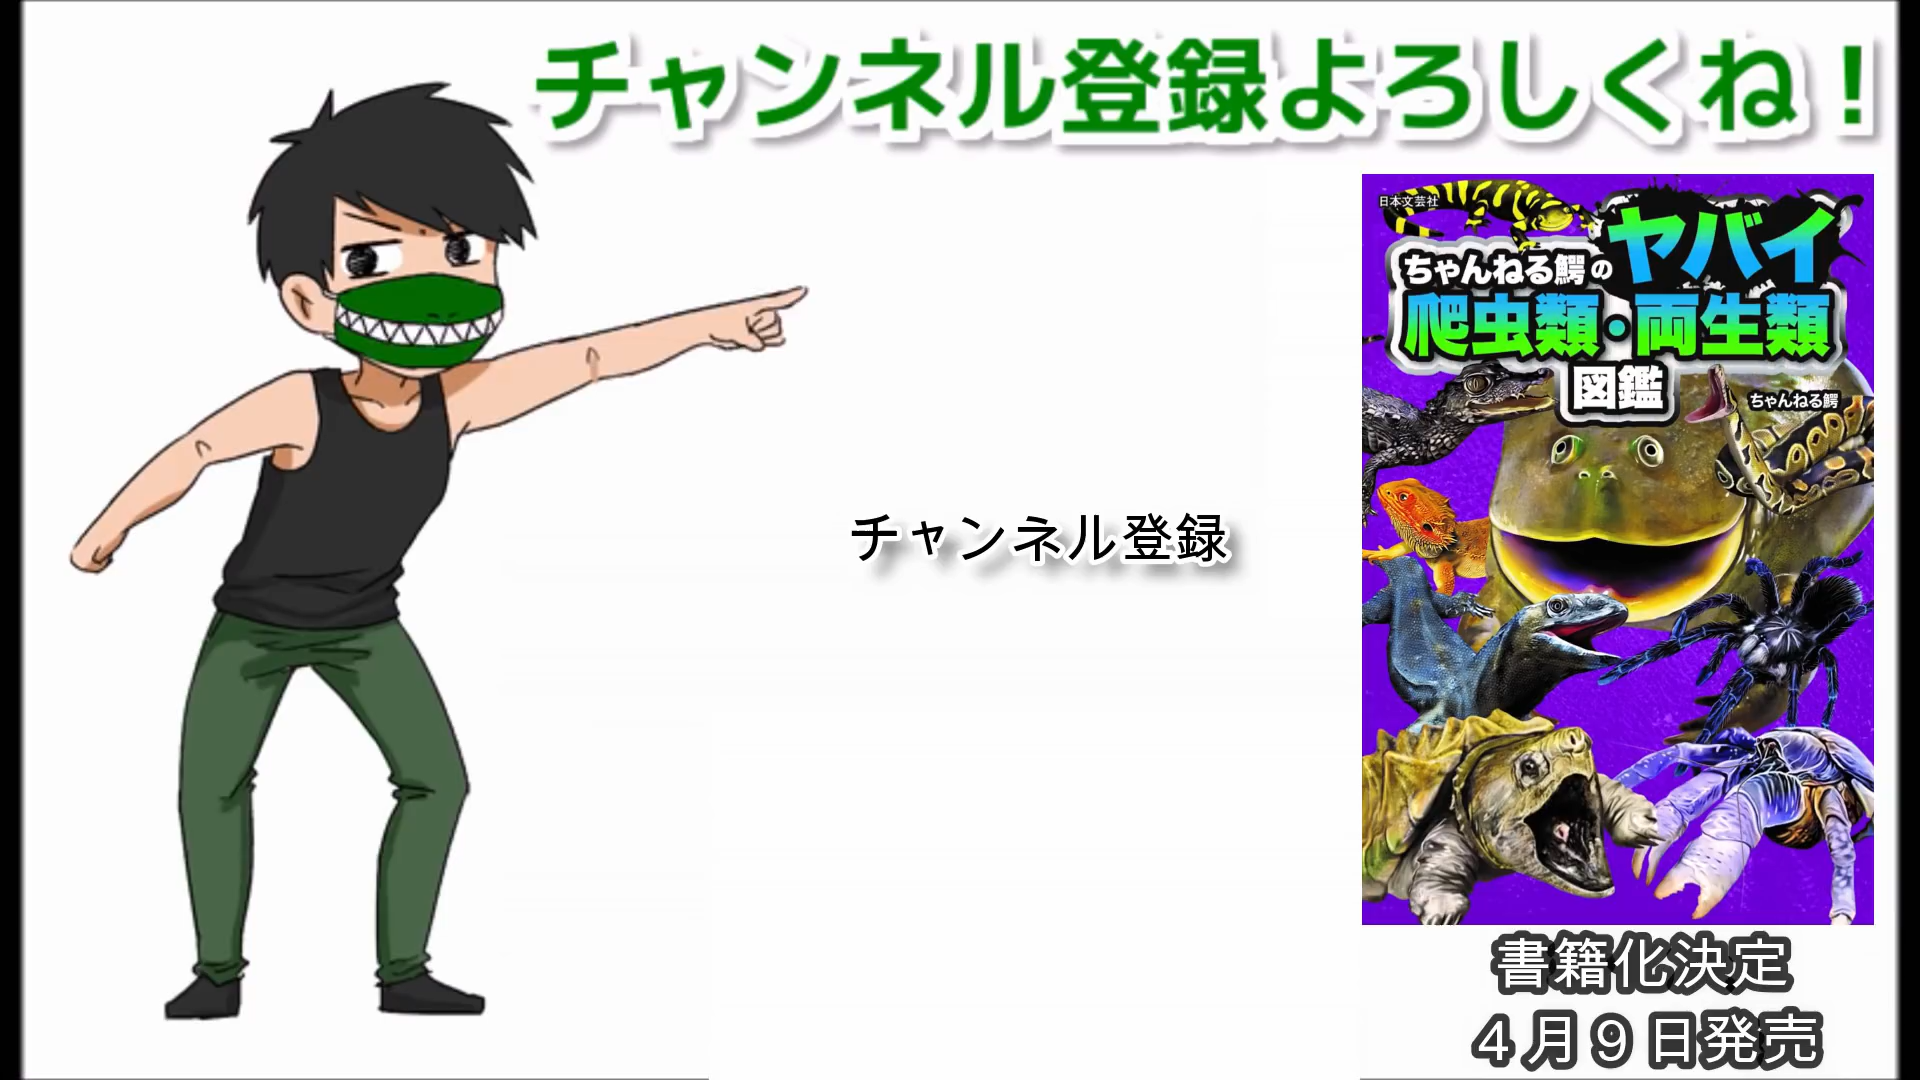 チャンネル登録よろしくね！
日本文芸社
ちゃんねる鰐のヤバイ
爬虫類・両生類
図鑑
ちゃんねる鰐
チャンネル登録
書籍化決定
４月９日発売